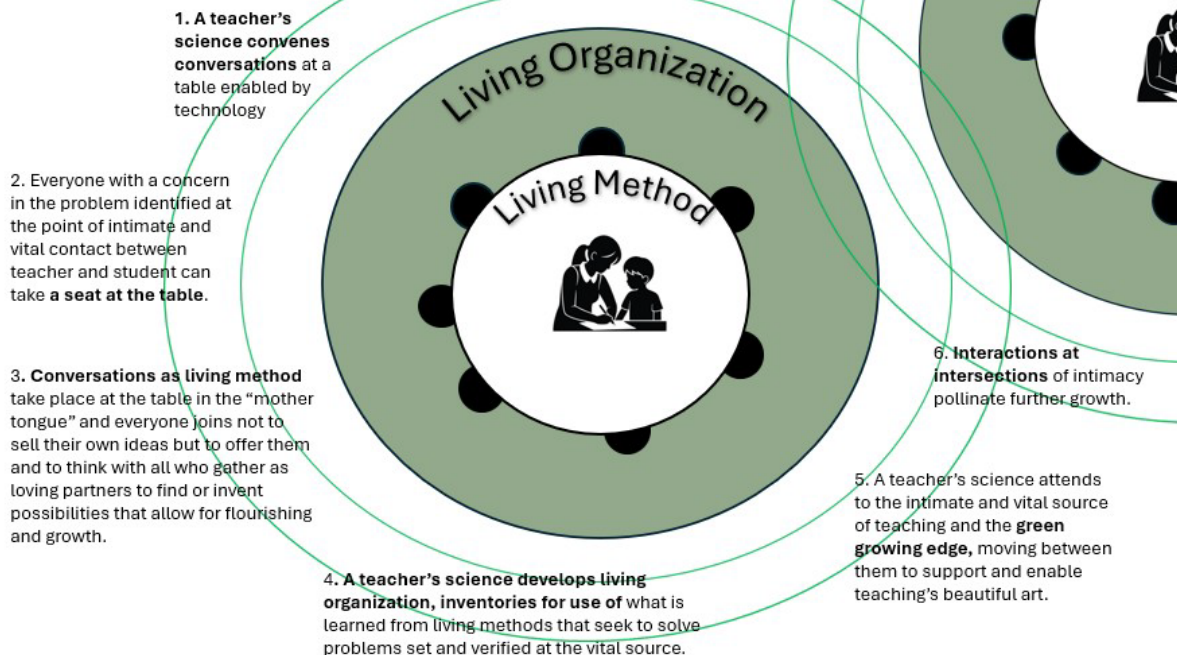 1. A teacher's
science convenes
conversations at a
table enabled by
technology
Living Organization
Living Method
2. Everyone with a concern
in the problem identified at
the point of intimate and
vital contact between
teacher and student can
take a seat at the table.
3. Conversations as living method
take place at the table in the “mother
tongue” and everyone joins not to
sell their own ideas but to offer them
and to think with all who gather as
loving partners to find or invent
possibilities that allow for flourishing
and growth.
4. A teacher's science develops living
organization, inventories for use of what is
learned from living methods that seek to solve
problems set and verified at the vital source.
5. A teacher's science attends
to the intimate and vital source
of teaching and the green
growing edge, moving between
them to support and enable
teaching's beautiful art.
6. Interactions at
intersections of intimacy
pollinate further growth.